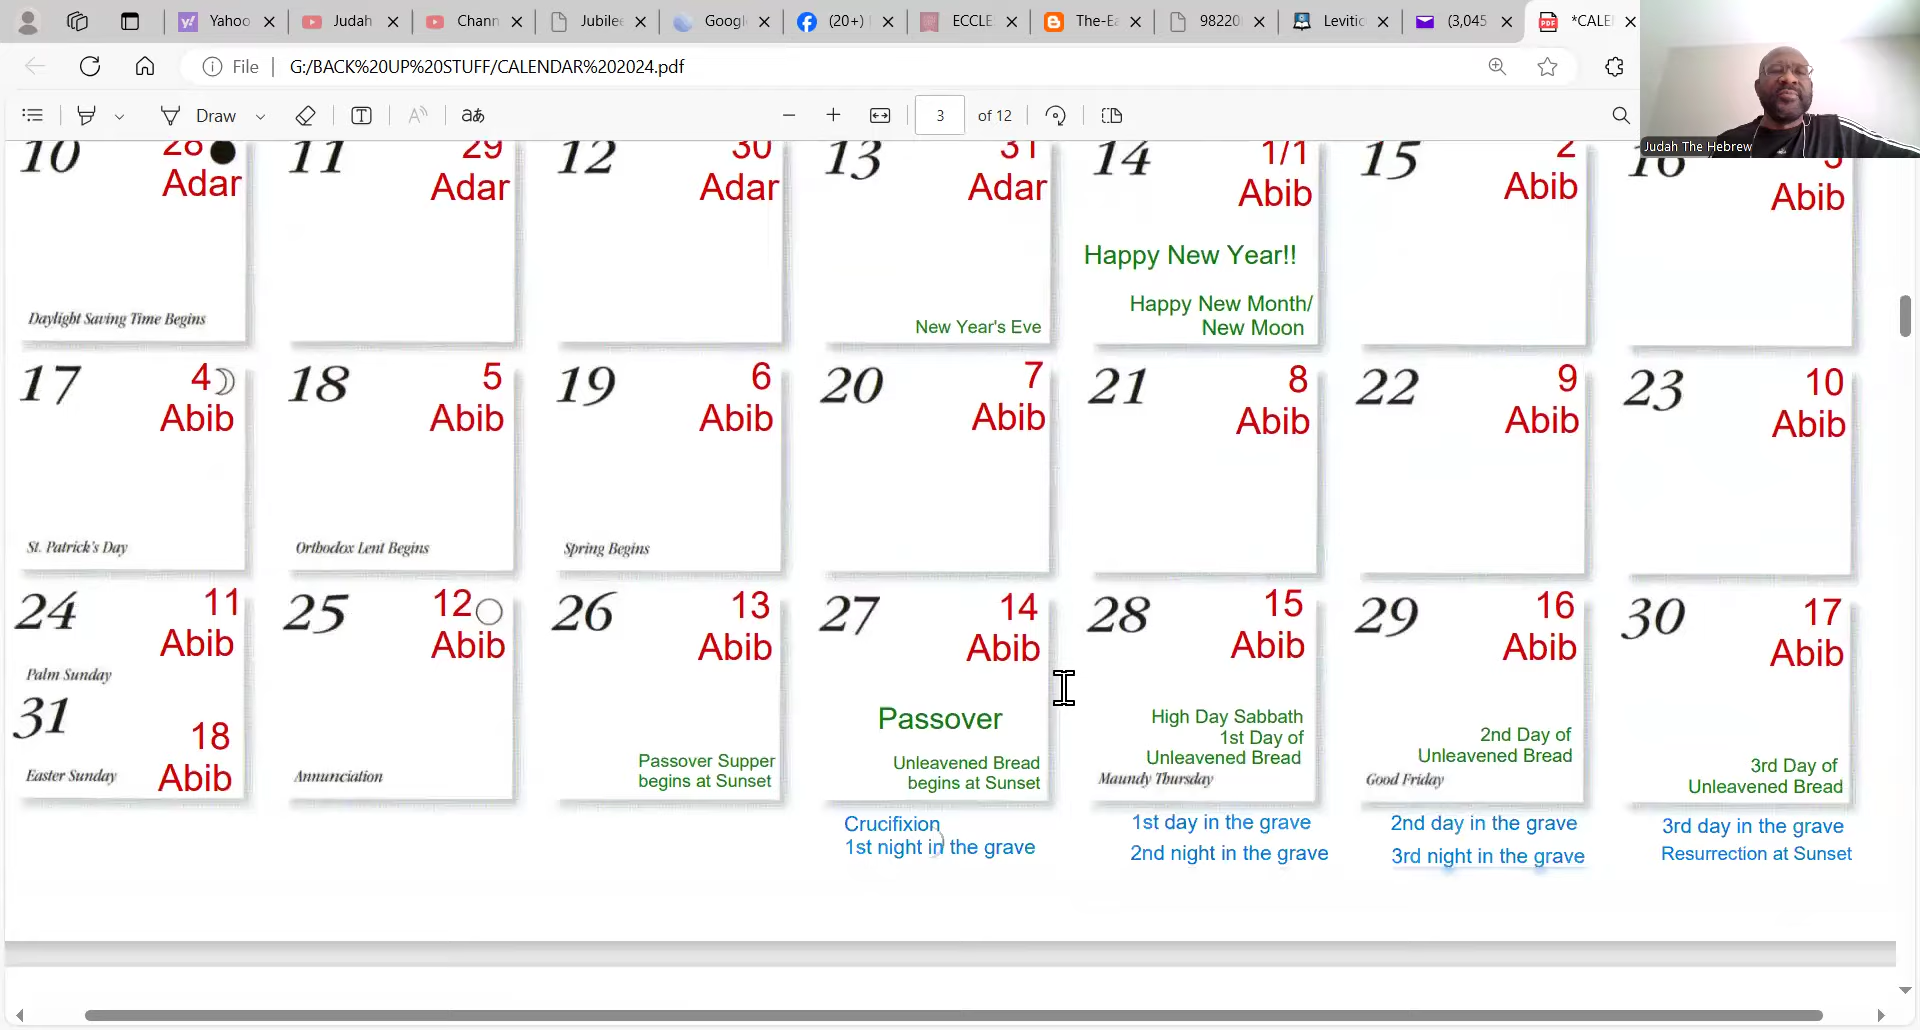 Yahoo
Judah
Chann
Jubile
Googl
(20+)
ECCLE
The-Ea
98220
Leviti
(3,045
*CALE
File
G:/BACK%20UP%20STUFF/CALENDAR%202024.pdf
Draw
3 of 12
Judah The Hebrew
10 28 Adar
Daylight Saving Time Begins
11 29 Adar
12 30 Adar
13 31 Adar
New Year's Eve
14 1/1 Abib
Happy New Year!!
Happy New Month/
New Moon
15 2 Abib
16 3 Abib
17 4 Abib
St. Patrick's Day
18 5 Abib
Orthodox Lent Begins
19 6 Abib
Spring Begins
20 7 Abib
21 8 Abib
22 9 Abib
23 10 Abib
24 11 Abib
Palm Sunday
31 18 Abib
Easter Sunday
25 12 Abib
Annunciation
26 13 Abib
Passover Supper
begins at Sunset
27 14 Abib
Passover
Unleavened Bread
begins at Sunset
28 15 Abib
High Day Sabbath
1st Day of
Unleavened Bread
Maundy Thursday
29 16 Abib
2nd Day of
Unleavened Bread
Good Friday
30 17 Abib
3rd Day of
Unleavened Bread
Crucifixion
1st night in the grave
1st day in the grave
2nd night in the grave
2nd day in the grave
3rd night in the grave
3rd day in the grave
Resurrection at Sunset